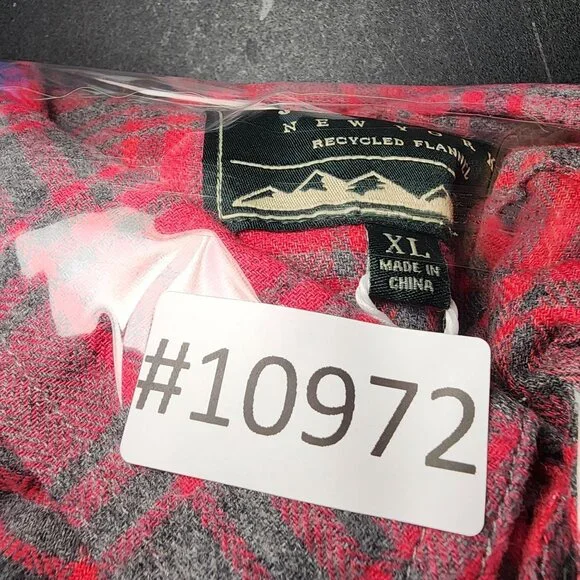 NEW YORK
RECYCLED FLANNEL
XL
MADE IN
CHINA
#10972